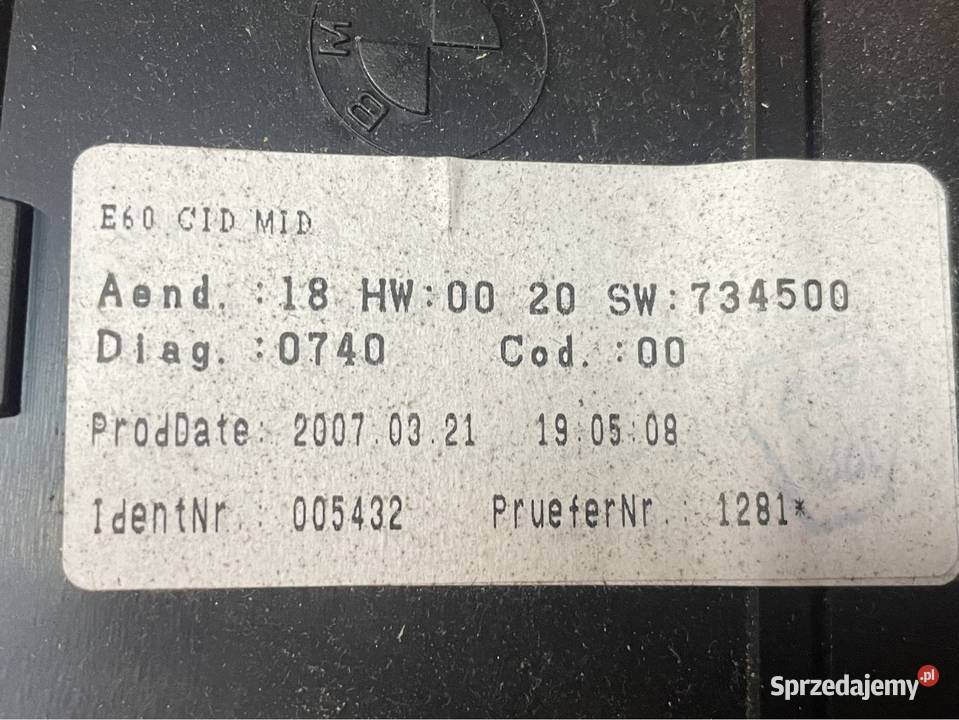 BM
E60 CID MID
Aend. :18 HW:00 20 SW:734500
Diag. :0740 Cod. :00
ProdDate: 2007.03.21 19:05:08
IdentNr. : 005432 PrueferNr. : 1281*
Sprzedajemy.pl